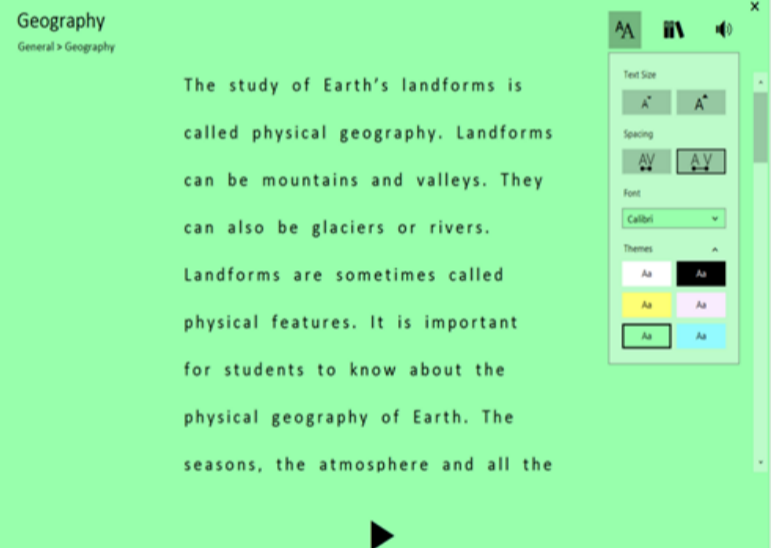 Geography
General > Geography
The study of Earth's landforms is
called physical geography. Landforms
can be mountains and valleys. They
can also be glaciers or rivers.
Landforms are sometimes called
physical features. It is important
for students to know about the
physical geography of Earth. The
seasons, the atmosphere and all the
AA
Text Size
A A
Spacing
AV AV
Font
Calibri
Themes
Aa Aa
Aa Aa
Aa Aa